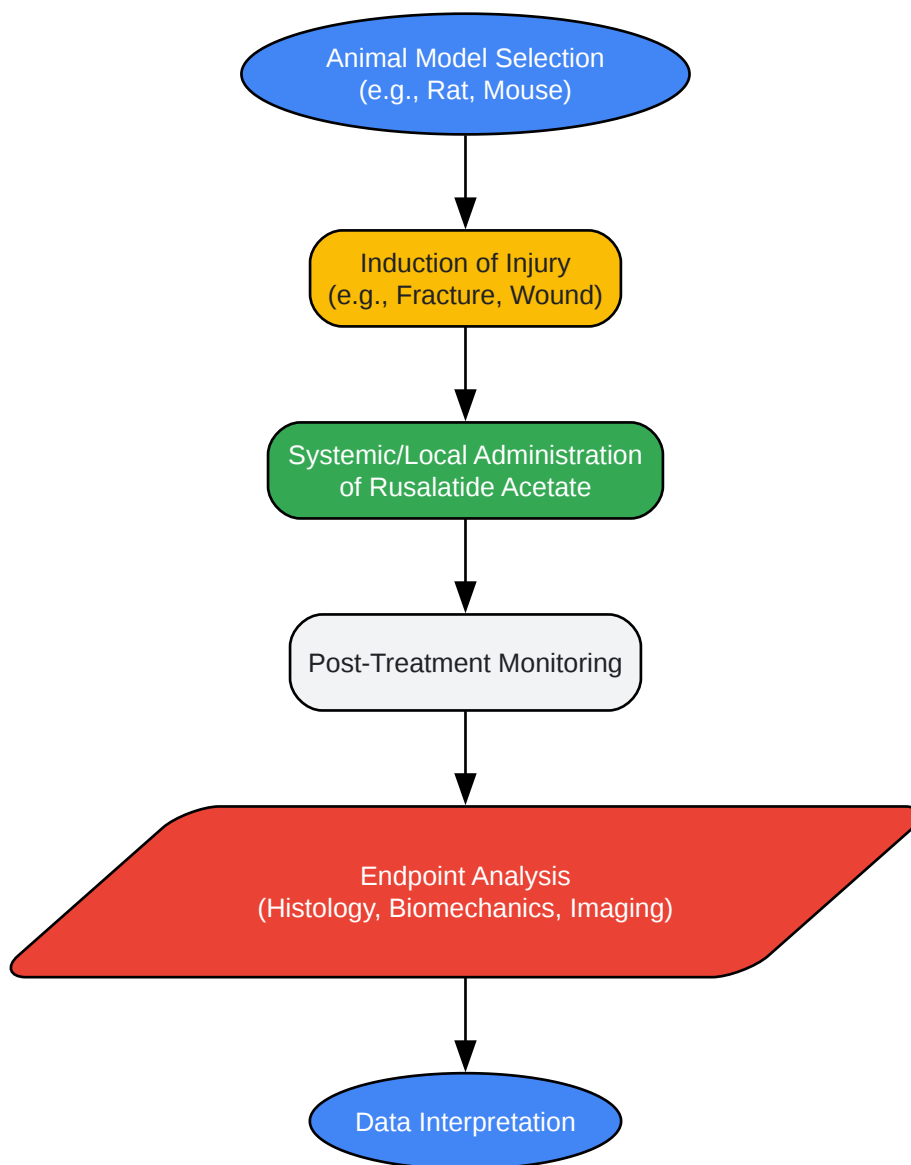 Animal Model Selection
(e.g., Rat, Mouse)
Induction of Injury
(e.g., Fracture, Wound)
Systemic/Local Administration
of Rusalatide Acetate
Post-Treatment Monitoring
Endpoint Analysis
(Histology, Biomechanics, Imaging)
Data Interpretation